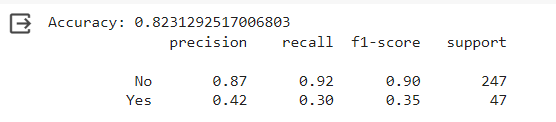 Accuracy: 0.8231292517006803
precision recall f1-score support
No 0.87 0.92 0.90 247
Yes 0.42 0.30 0.35 47